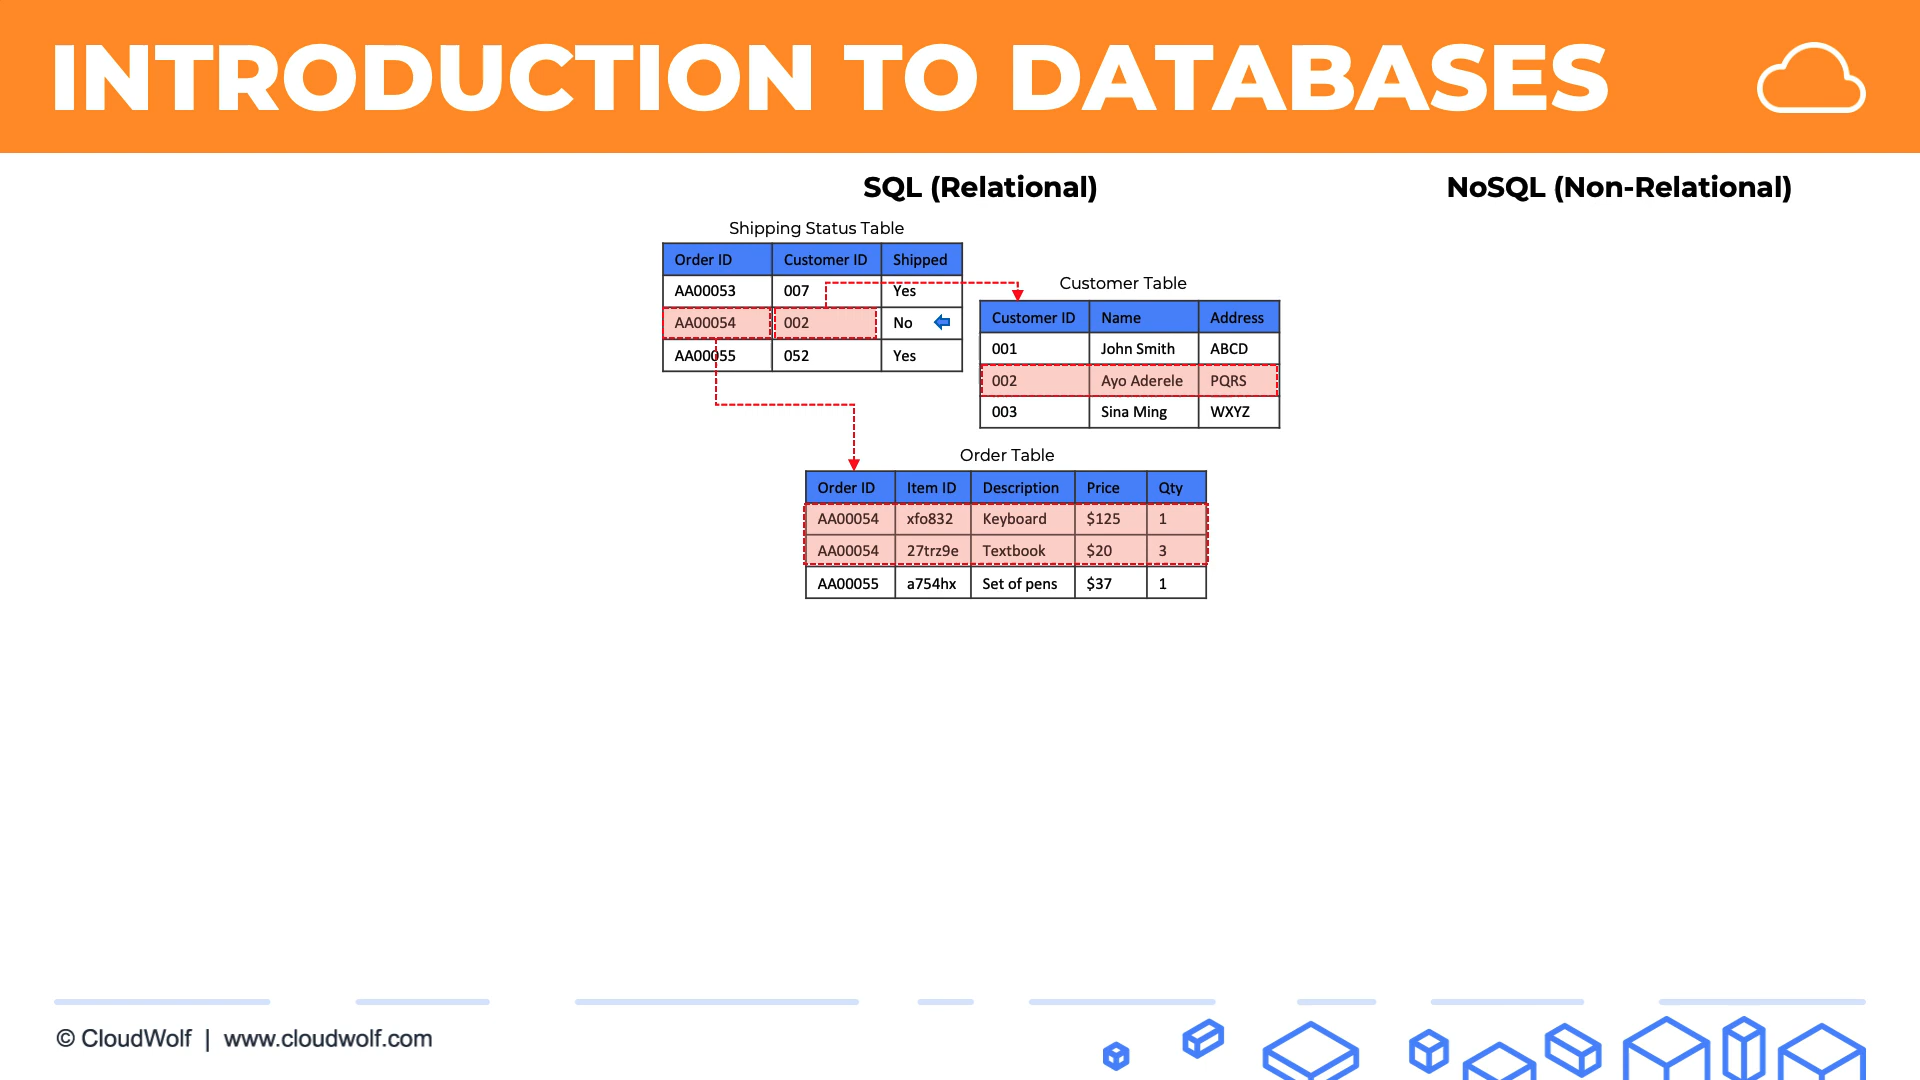 INTRODUCTION TO DATABASES
SQL (Relational)
NoSQL (Non-Relational)
Shipping Status Table
Order ID Customer ID Shipped
AA00053 007 Yes
AA00054 002 No
AA00055 052 Yes
Customer Table
Customer ID Name Address
001 John Smith ABCD
002 Ayo Aderele PQRS
003 Sina Ming WXYZ
Order Table
Order ID Item ID Description Price Qty
AA00054 xfo832 Keyboard $125 1
AA00054 27trz9e Textbook $20 3
AA00055 a754hx Set of pens $37 1
© CloudWolf | www.cloudwolf.com